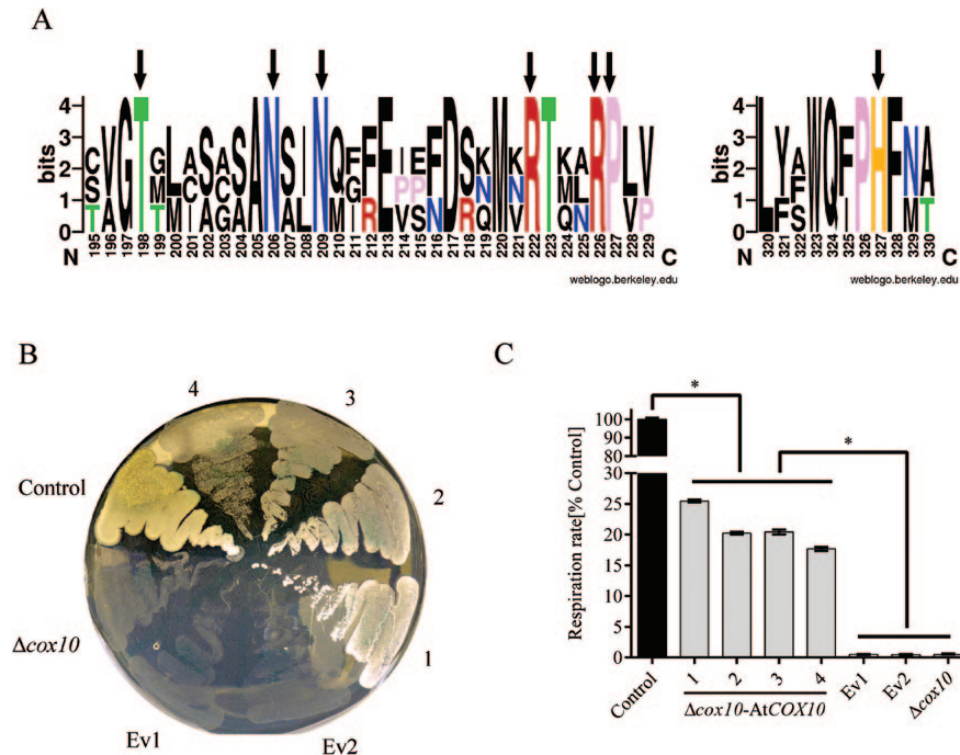 A
bits
4
3
2
1
0
195 196 197 198 199 200 201 202 203 204 205 206 207 208 209 210 211 212 213 214 215 216 217 218 219 220 221 222 223 224 225 226 227 228 229
N
C
weblogo.berkeley.edu
bits
4
3
2
1
0
320 321 322 323 324 325 326 327 328 329 330
N
C
weblogo.berkeley.edu
B
4
3
Control
2
Δcox10
1
Ev1
Ev2
C
*
*
Respiration rate[% Control]
100
90
80
30
25
20
15
10
5
0
Control
1
2
3
4
Ev1
Ev2
Δcox10
Δcox10-AtCOX10